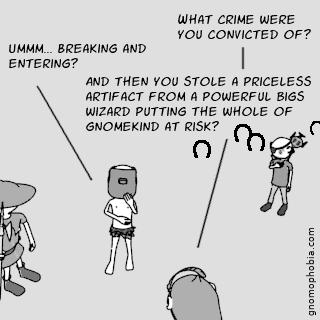 WHAT CRIME WERE
YOU CONVICTED OF?
UMMM... BREAKING AND
ENTERING?
AND THEN YOU STOLE A PRICELESS
ARTIFACT FROM A POWERFUL BIGS
WIZARD PUTTING THE WHOLE OF
GNOMEKIND AT RISK?
gnomophobia.com